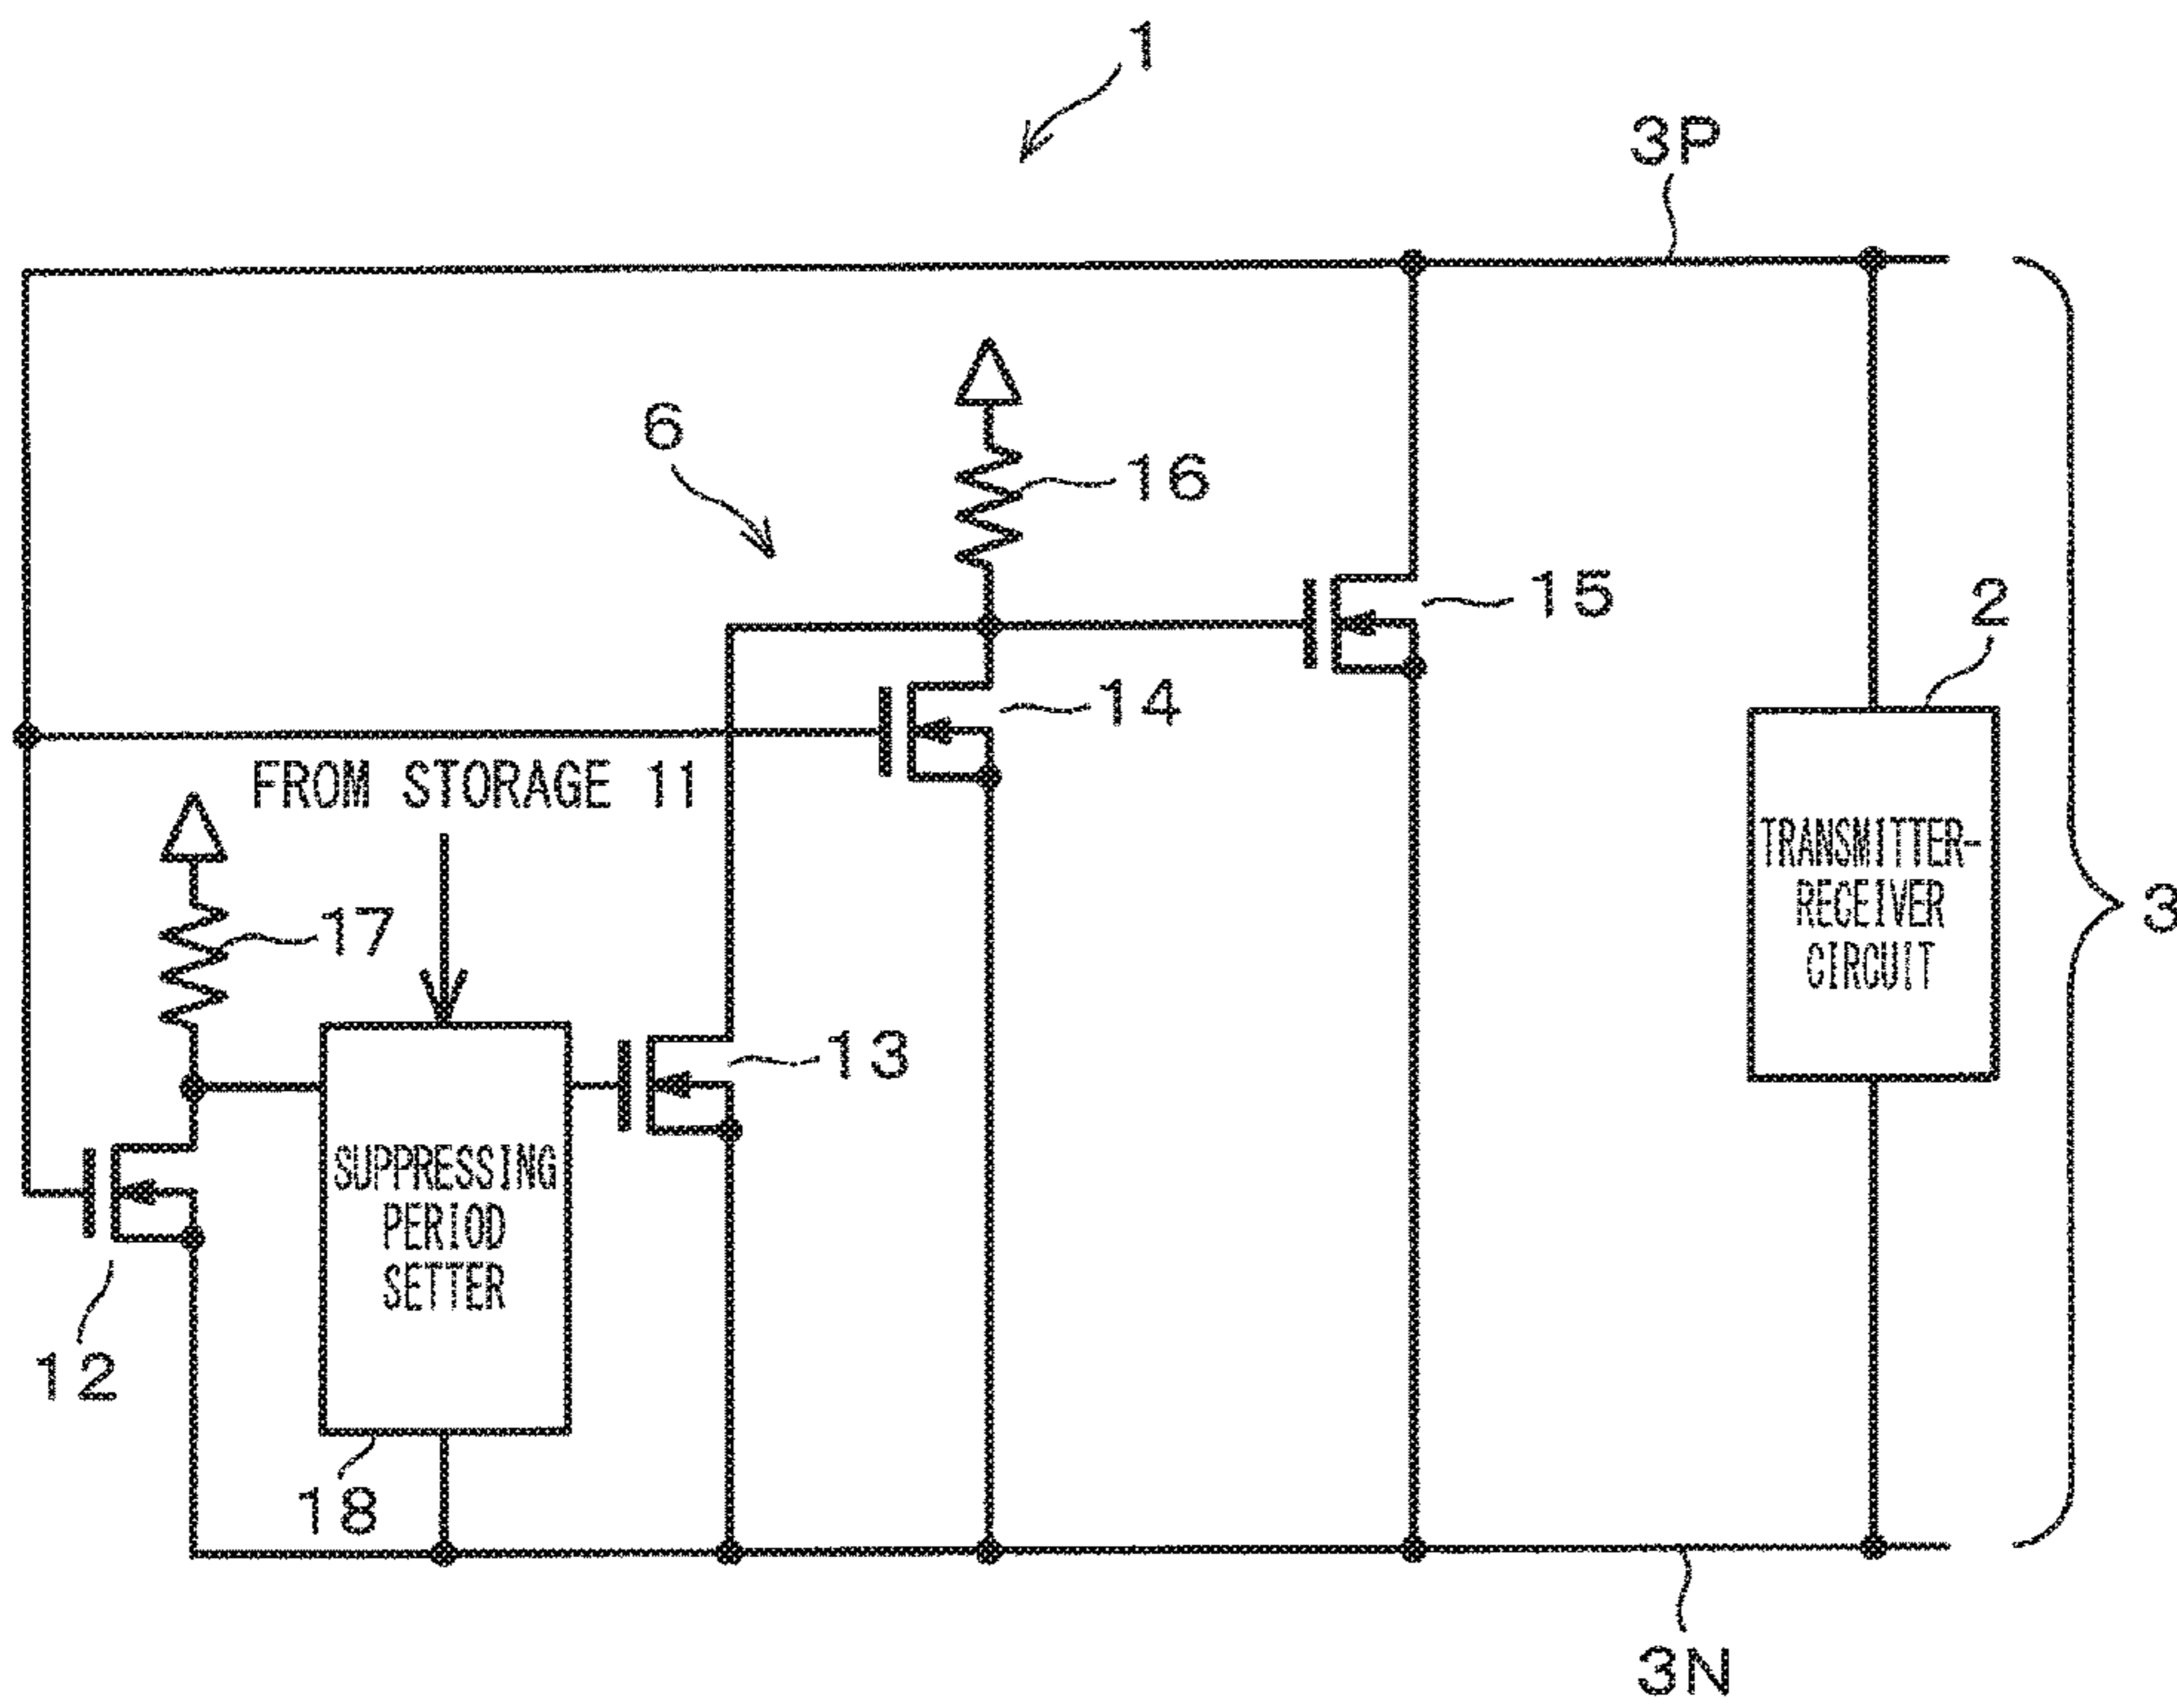 1
3P
6
16
15
2
14
FROM STORAGE 11
TRANSMITTER-
RECEIVER
CIRCUIT
3
17
13
SUPPRESSING
PERIOD
SETTER
12
18
3N